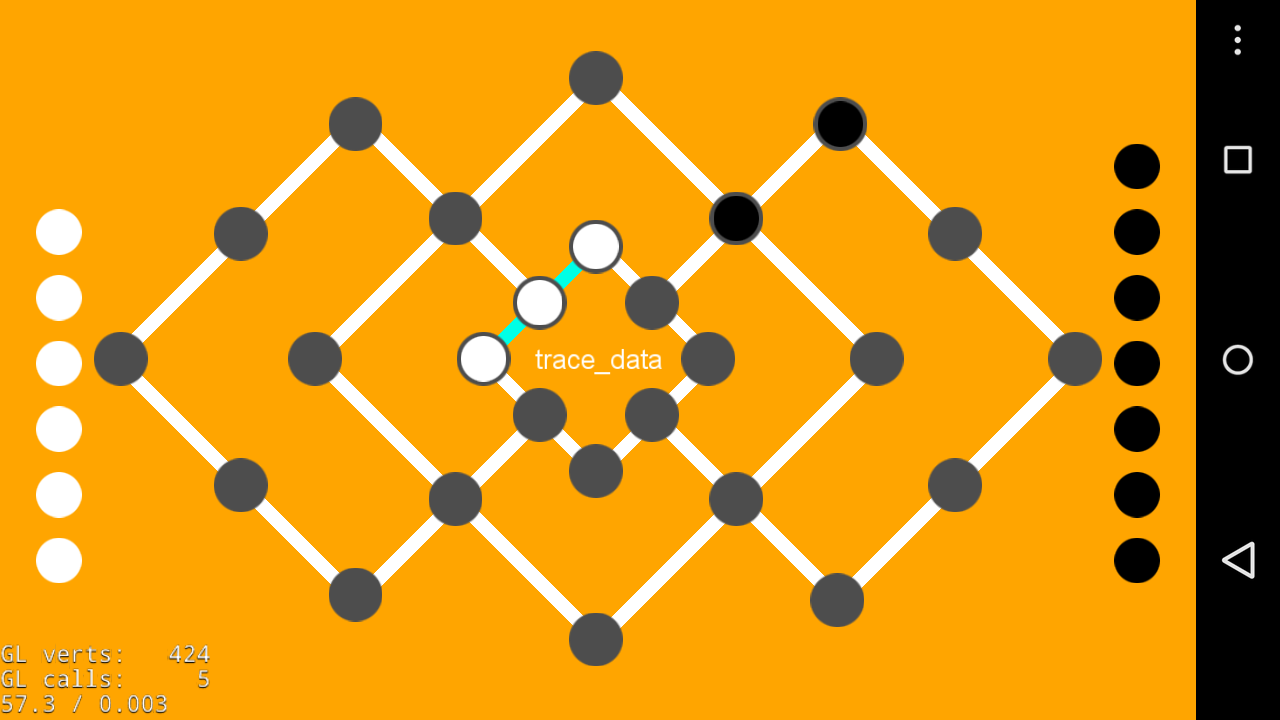 trace_data
GL verts: 424
GL calls: 5
57.3 / 0.003